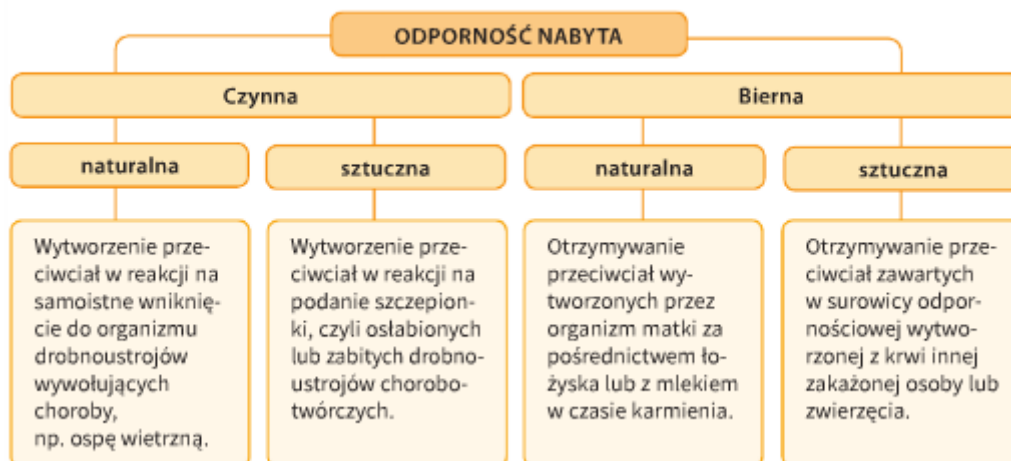 ODPORNOŚĆ NABYTA
Czynna
Bierna
naturalna
sztuczna
naturalna
sztuczna
Wytworzenie prze-
ciwciał w reakcji na
samoistne wniknię-
cie do organizmu
drobnoustrojów
wywołujących
choroby,
np. ospę wietrzną.
Wytworzenie prze-
ciwciał w reakcji na
podanie szczepion-
ki, czyli osłabionych
lub zabitych drobno-
ustrojów chorobo-
twórczych.
Otrzymywanie
przeciwciał wy-
tworzonych przez
organizm matki za
pośrednictwem ło-
żyska lub z mlekiem
w czasie karmienia.
Otrzymywanie prze-
ciwciał zawartych
w surowicy odpor-
nościowej wytwo-
rzonej z krwi innej
zakażonej osoby lub
zwierzęcia.